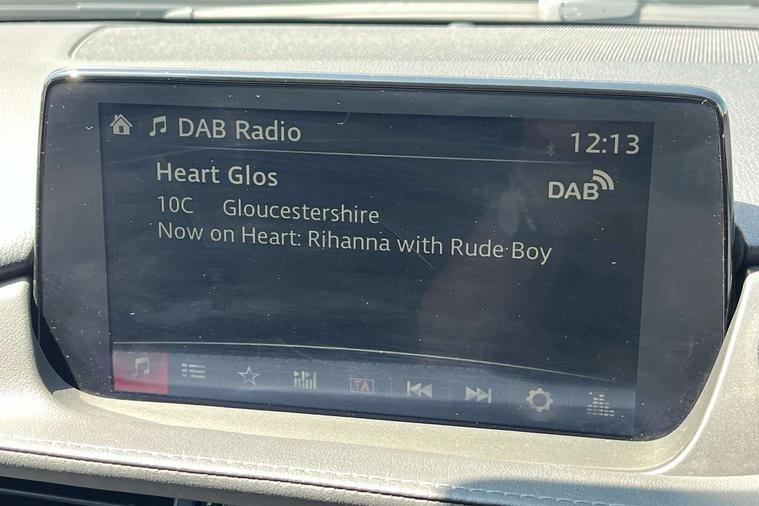 DAB Radio
12:13
Heart Glos
DAB
10C Gloucestershire
Now on Heart: Rihanna with Rude Boy
TA